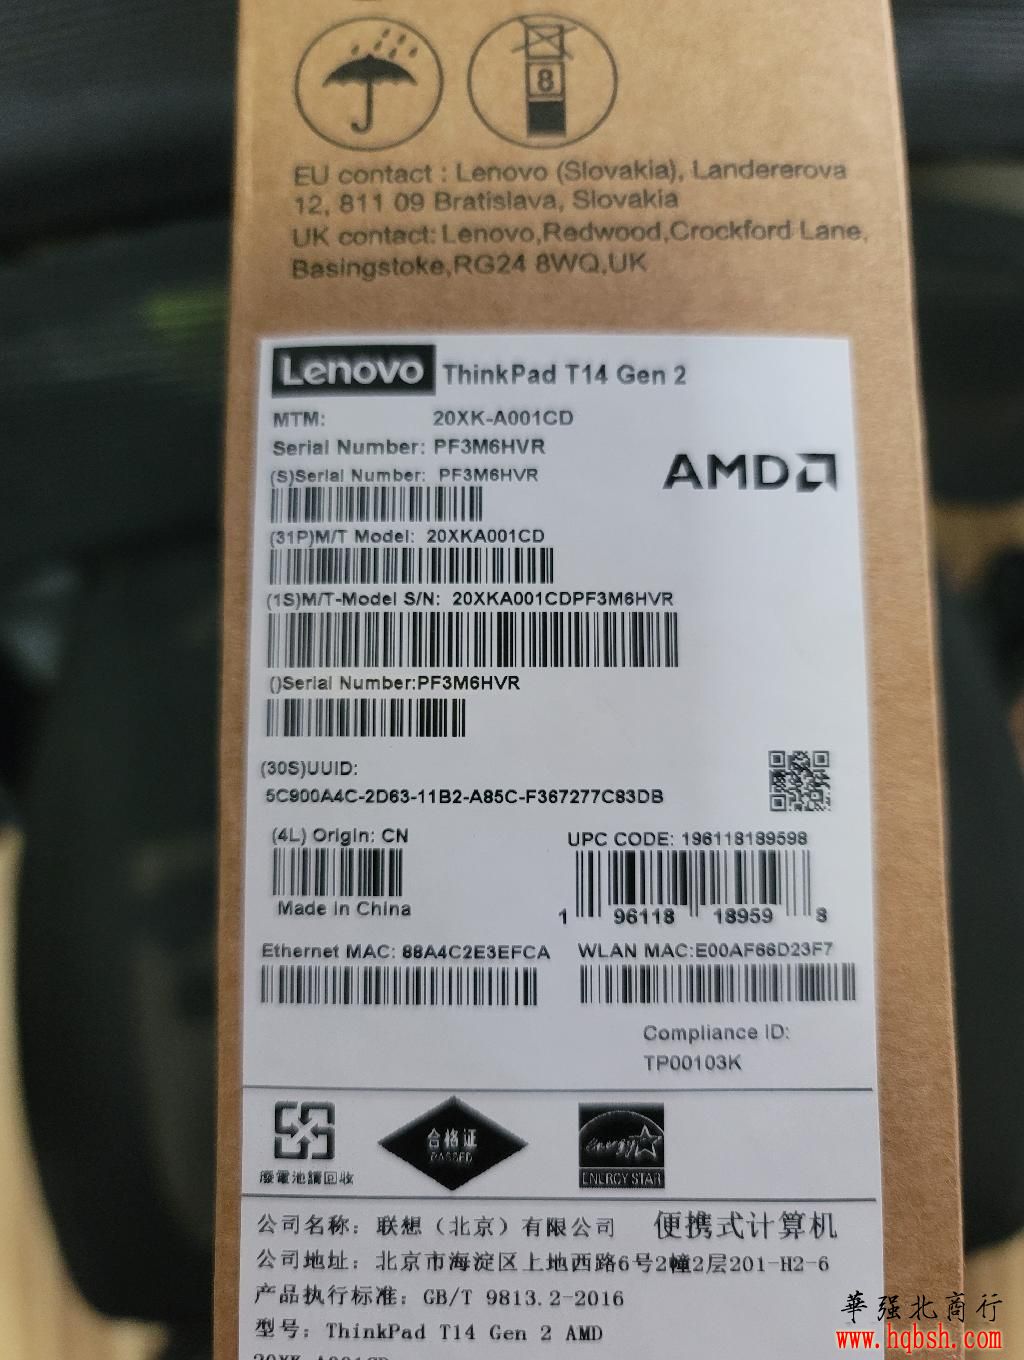 8
EU contact : Lenovo (Slovakia), Landererova
12, 811 09 Bratislava, Slovakia
UK contact: Lenovo,Redwood,Crockford Lane,
Basingstoke,RG24 8WQ,UK
Lenovo ThinkPad T14 Gen 2
MTM: 20XK-A001CD
Serial Number: PF3M6HVR
(S)Serial Number: PF3M6HVR
AMD
(31P)M/T Model: 20XKA001CD
(1S)M/T-Model S/N: 20XKA001CDPF3M6HVR
()Serial Number:PF3M6HVR
(30S)UUID:
5C900A4C-2D63-11B2-A85C-F367277C83DB
(4L) Origin: CN
UPC CODE: 196118189598
Made in China
1 96118 18959 8
Ethernet MAC: 88A4C2E3EFCA
WLAN MAC:E00AF66D23F7
Compliance ID:
TP00103K
合格证
PASSED
energy
ENERGY STAR
廢電池請回收
公司名称：联想（北京）有限公司 便携式计算机
公司地址：北京市海淀区上地西路6号2幢2层201-H2-6
产品执行标准：GB/T 9813.2-2016
型号：ThinkPad T14 Gen 2 AMD
20XK-A001CD
華强北商行
www.hqbsh.com